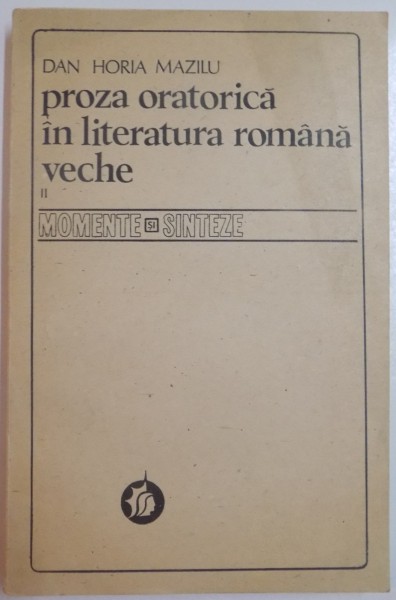 DAN HORIA MAZILU
proza oratorică
în literatura română
veche
II
MOMENTE ȘI SINTEZE